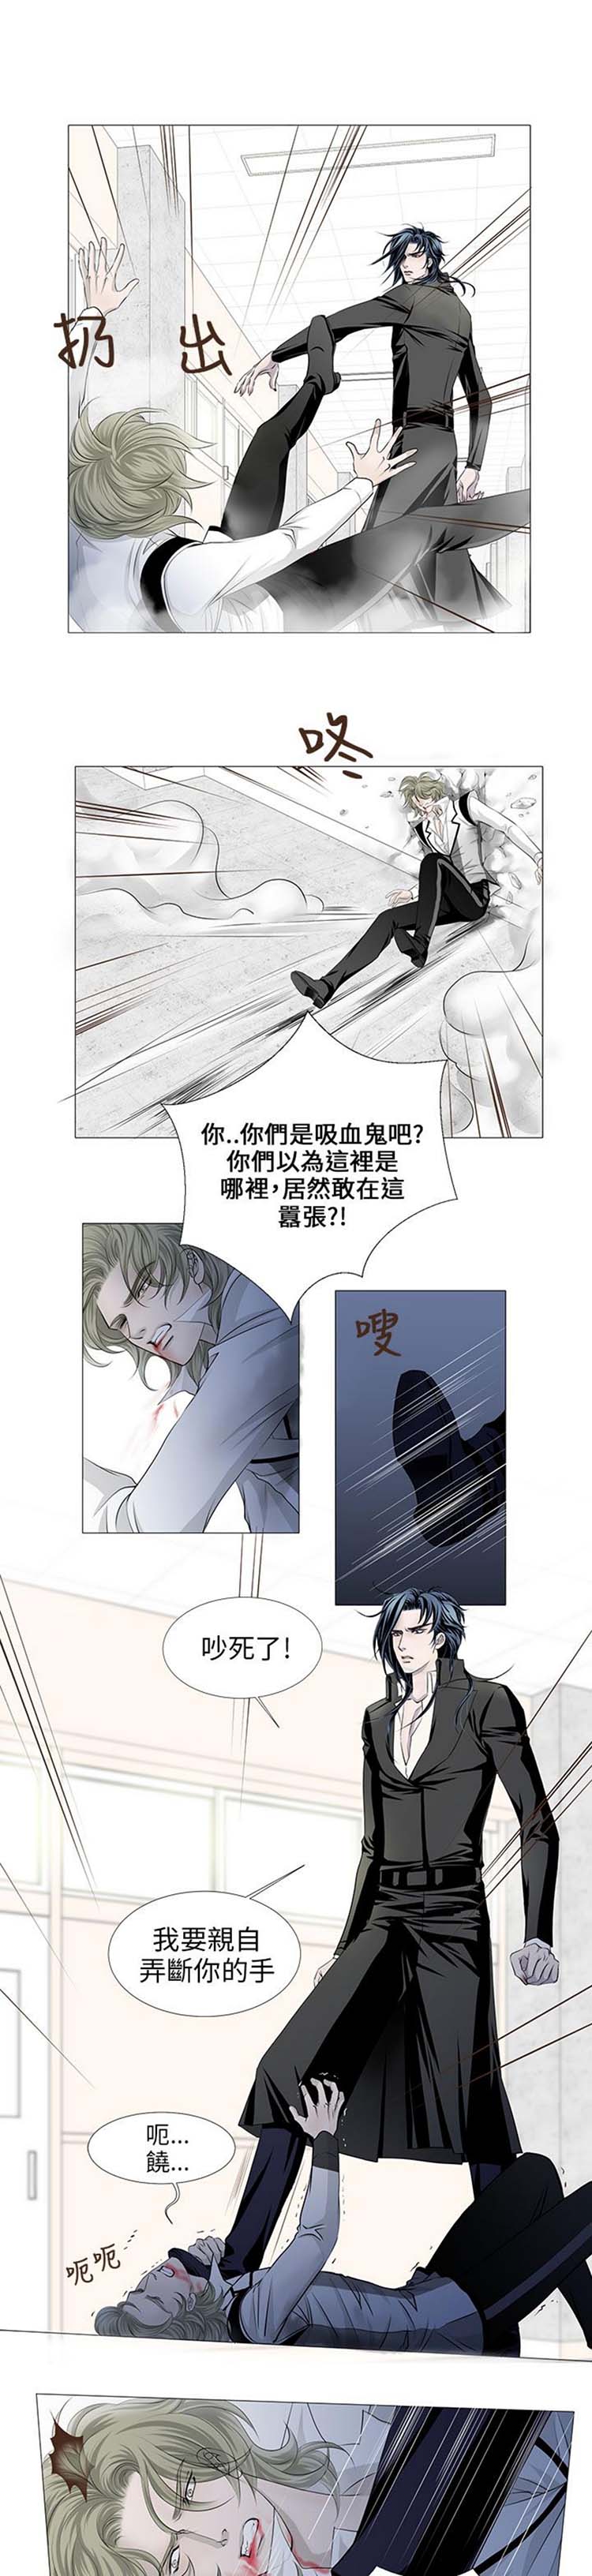 扔出
咚
你..你們是吸血鬼吧?
你們以為這裡是
哪裡,居然敢在這
囂張?!
嗖
吵死了!
我要親自
弄斷你的手
呃...
饒...
呃呃